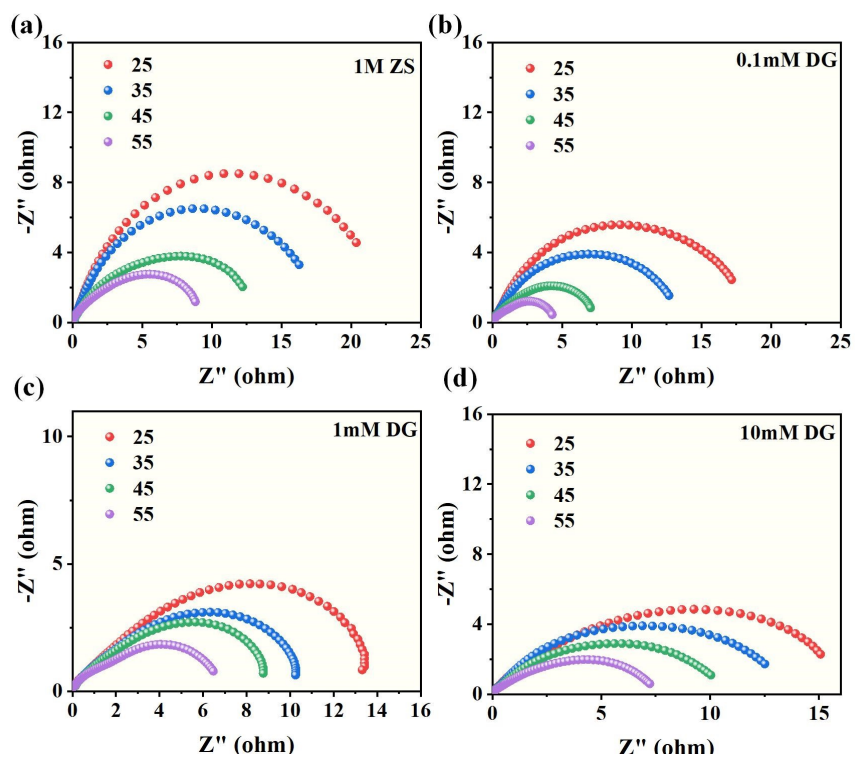 (a)
1M ZS
25
35
45
55
16
12
8
4
0
0 5 10 15 20 25
-Z" (ohm)
Z" (ohm)
(b)
0.1mM DG
25
35
45
55
16
12
8
4
0
0 5 10 15 20 25
-Z" (ohm)
Z" (ohm)
(c)
1mM DG
25
35
45
55
10
5
0
0 2 4 6 8 10 12 14 16
-Z" (ohm)
Z" (ohm)
(d)
10mM DG
25
35
45
55
16
12
8
4
0
0 5 10 15
-Z" (ohm)
Z" (ohm)